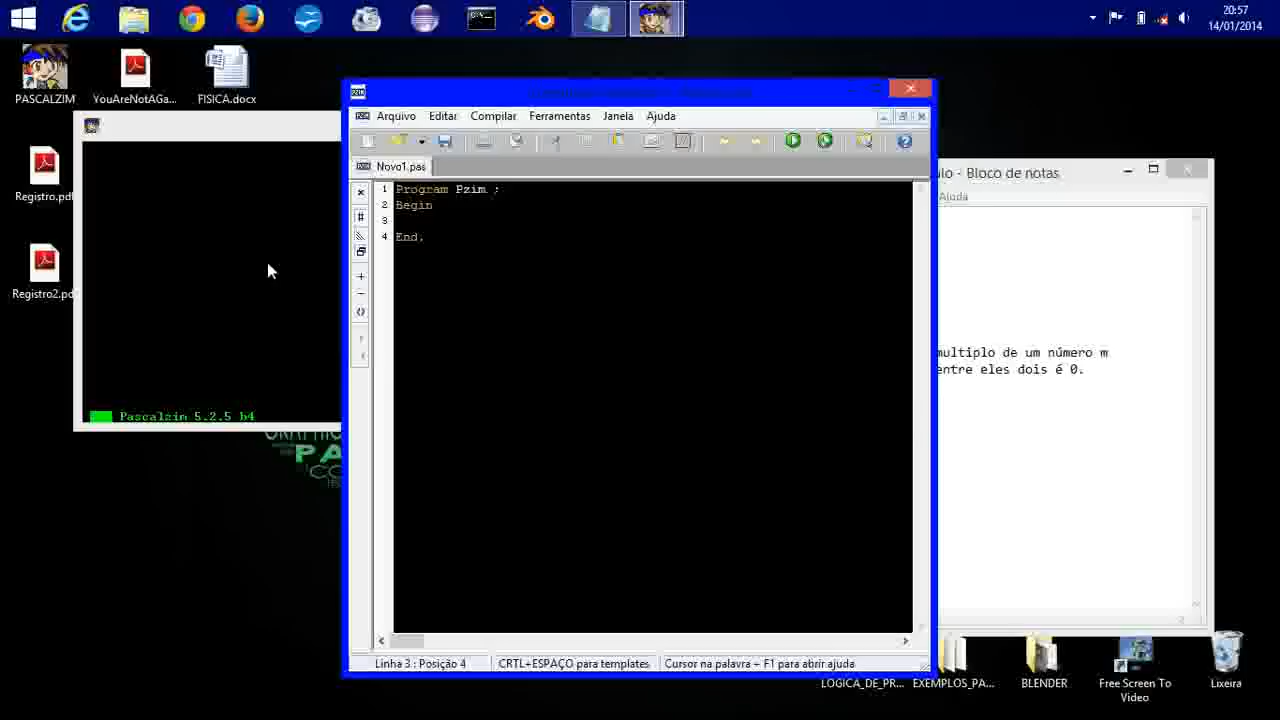 20:57
14/01/2014
PASCALZIM
YouAreNotAGa...
FISICA.docx
Registro.pdf
Registro2.pdf
Pascalzim 5.2.5 b4
Arquivo Editar Compilar Ferramentas Janela Ajuda
Novo1.pas
1 Program Pzim ;
2 Begin
3
4 End.
Linha 3 : Posição 4
CRTL+ESPAÇO para templates
Cursor na palavra + F1 para abrir ajuda
ulo - Bloco de notas
Ajuda
multiplo de um número m
entre eles dois é 0.
PA
CO
LOGICA_DE_PR...
EXEMPLOS_PA...
BLENDER
Free Screen To
Video
Lixeira